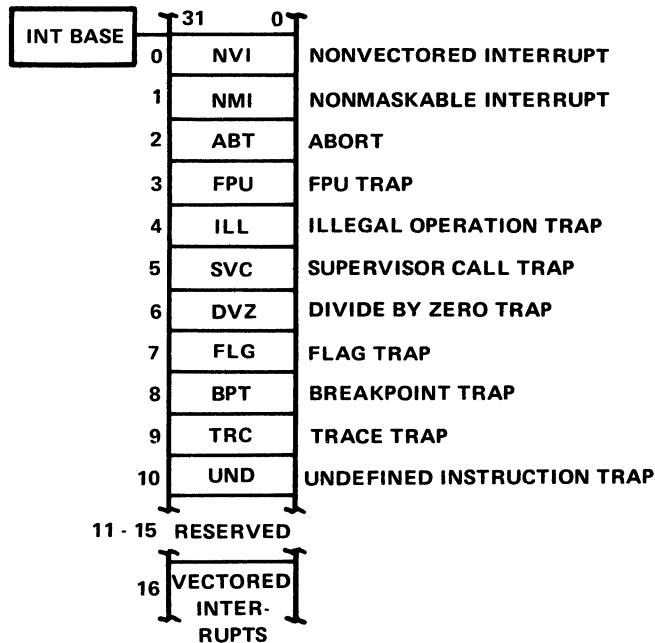 31 0
INT BASE
0 NVI NONVECTORED INTERRUPT
1 NMI NONMASKABLE INTERRUPT
2 ABT ABORT
3 FPU FPU TRAP
4 ILL ILLEGAL OPERATION TRAP
5 SVC SUPERVISOR CALL TRAP
6 DVZ DIVIDE BY ZERO TRAP
7 FLG FLAG TRAP
8 BPT BREAKPOINT TRAP
9 TRC TRACE TRAP
10 UND UNDEFINED INSTRUCTION TRAP
11 - 15 RESERVED
16 VECTORED
INTER-
RUPTS